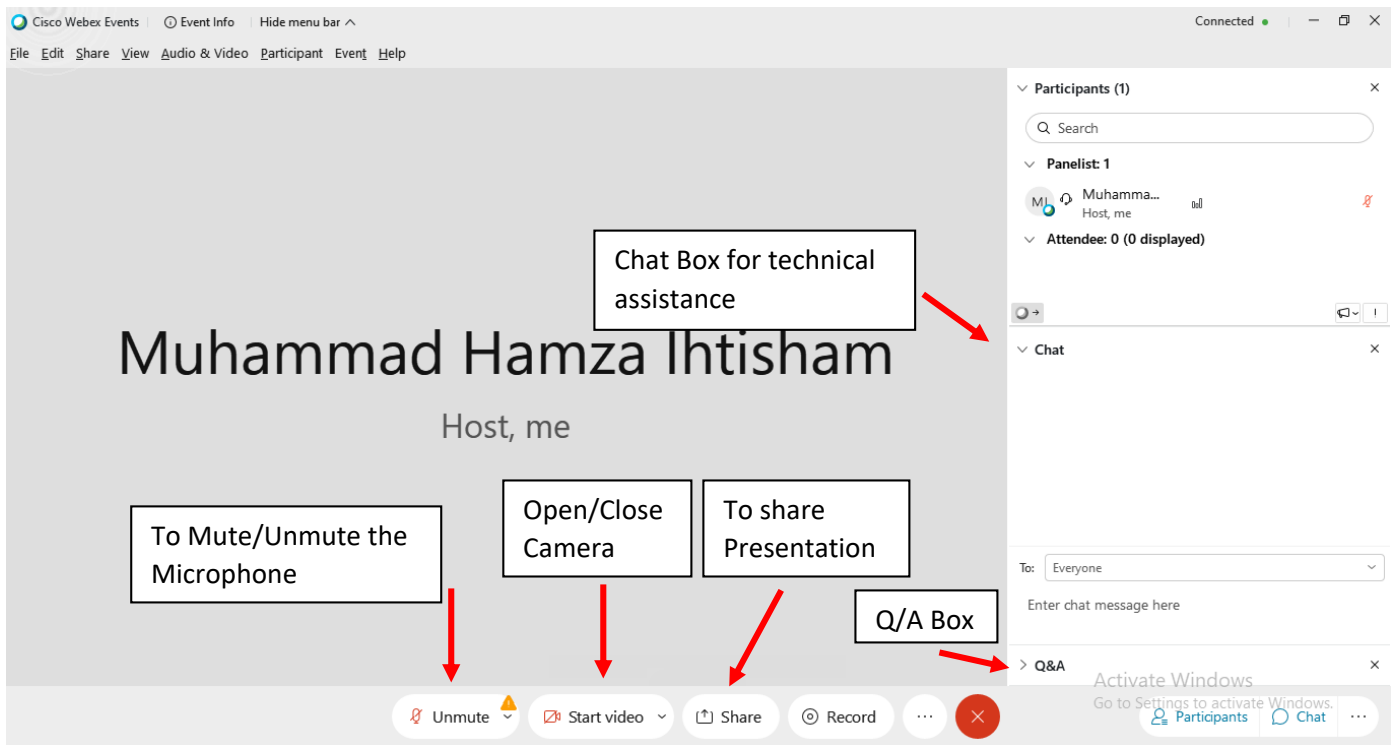 Cisco Webex Events Event Info Hide menu bar Connected
File Edit Share View Audio & Video Participant Event Help
Participants (1)
Search
Panelist: 1
Muhamma...
Host, me
Attendee: 0 (0 displayed)
Chat Box for technical
assistance
Muhammad Hamza Ihtisham
Host, me
Chat
To Mute/Unmute the
Microphone
Open/Close
Camera
To share
Presentation
Q/A Box
To: Everyone
Enter chat message here
Q&A
Activate Windows
Go to Settings to activate Windows.
Unmute Start video Share Record Participants Chat